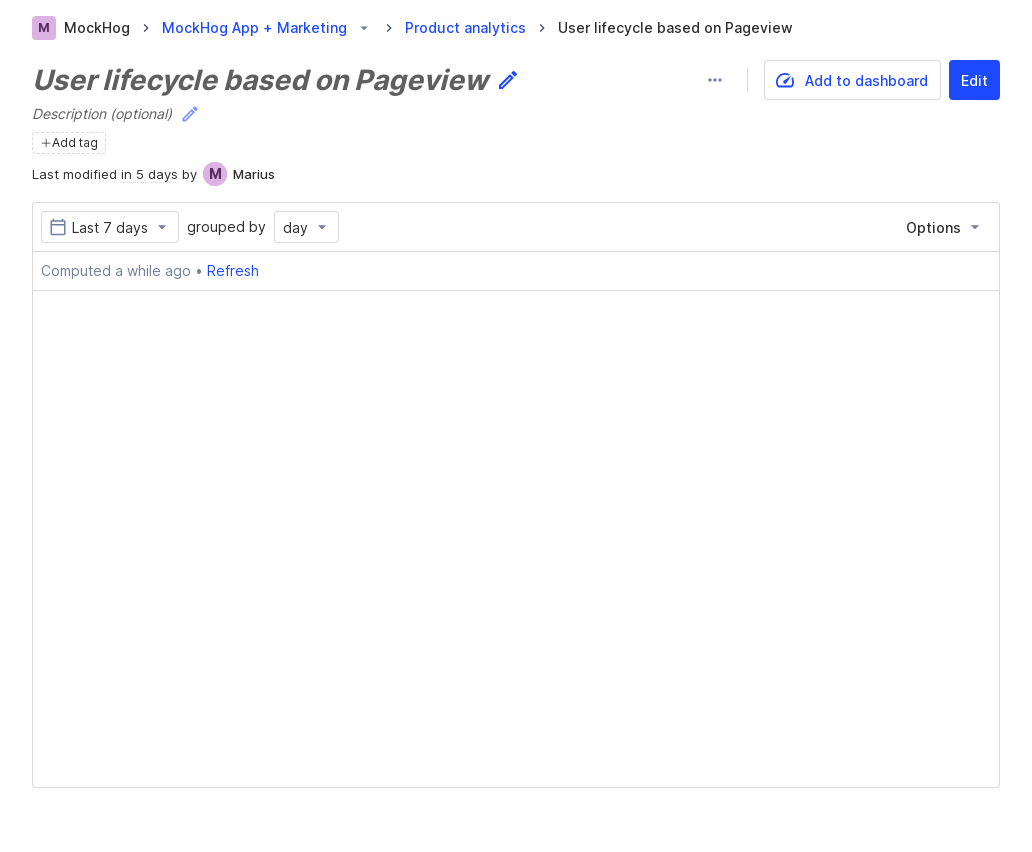 M MockHog MockHog App + Marketing Product analytics User lifecycle based on Pageview
User lifecycle based on Pageview
Add to dashboard
Edit
Description (optional)
Add tag
Last modified in 5 days by M Marius
Last 7 days grouped by day Options
Computed a while ago • Refresh